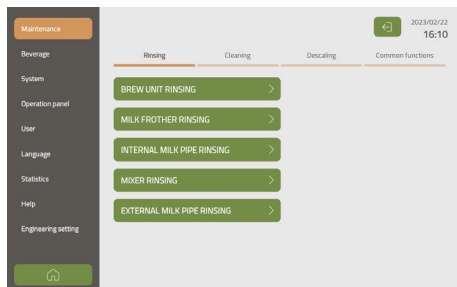 Maintenance
Beverage
System
Operation panel
User
Language
Statistics
Help
Engineering setting
2023/02/22
16:10
Rinsing
Cleaning
Descaling
Common functions
BREW UNIT RINSING
MILK FROTHER RINSING
INTERNAL MILK PIPE RINSING
MIXER RINSING
EXTERNAL MILK PIPE RINSING